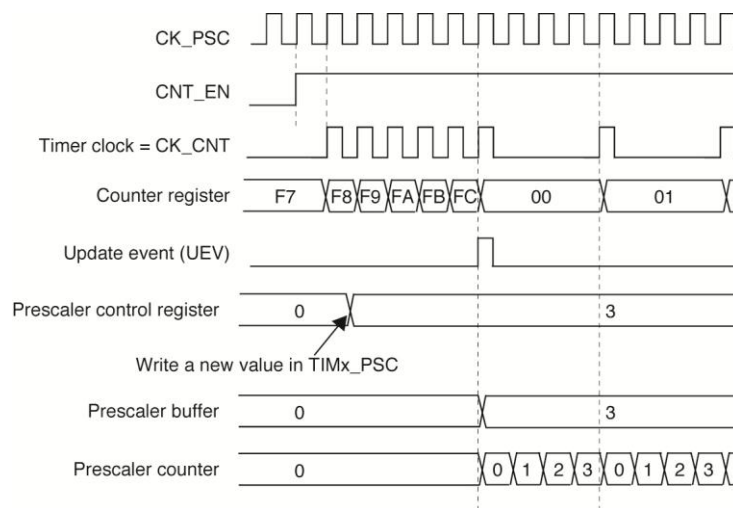 CK_PSC
CNT_EN
Timer clock = CK_CNT
Counter register F7 F8 F9 FA FB FC 00 01
Update event (UEV)
Prescaler control register 0 3
Write a new value in TIMx_PSC
Prescaler buffer 0 3
Prescaler counter 0 0 1 2 3 0 1 2 3